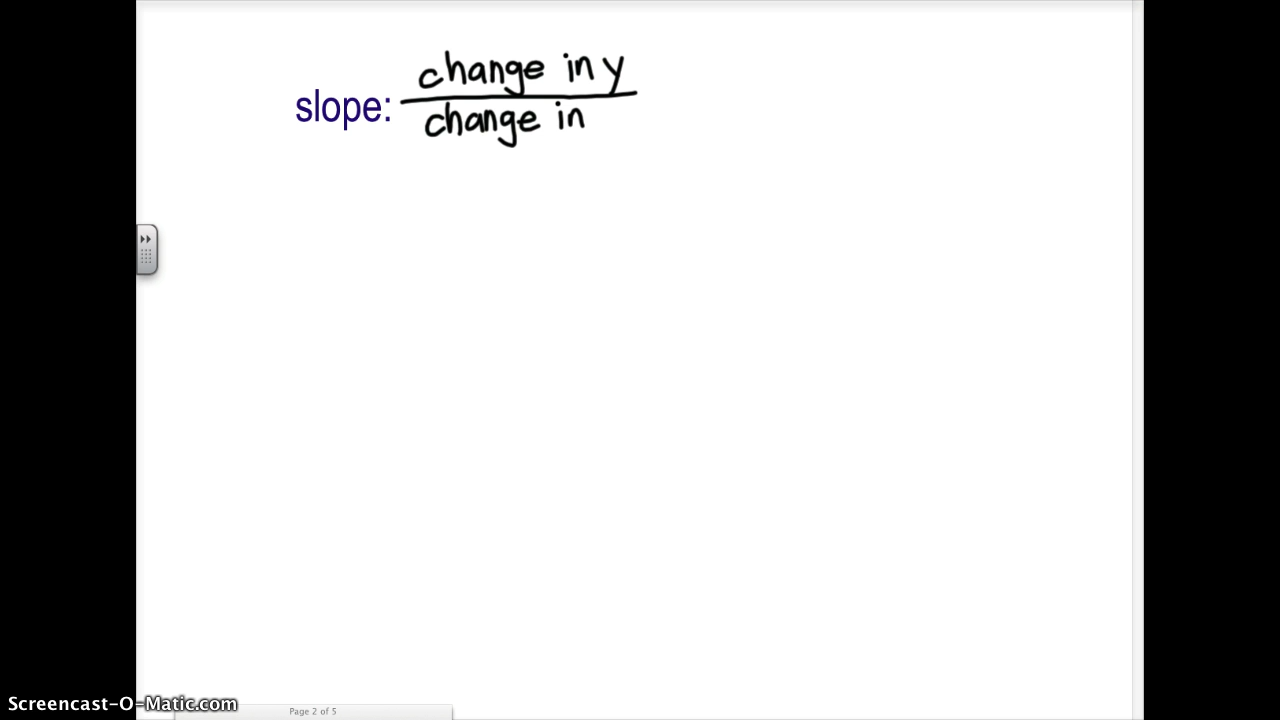 change in y
slope:
change in
Screencast-O-Matic.com
Page 2 of 5